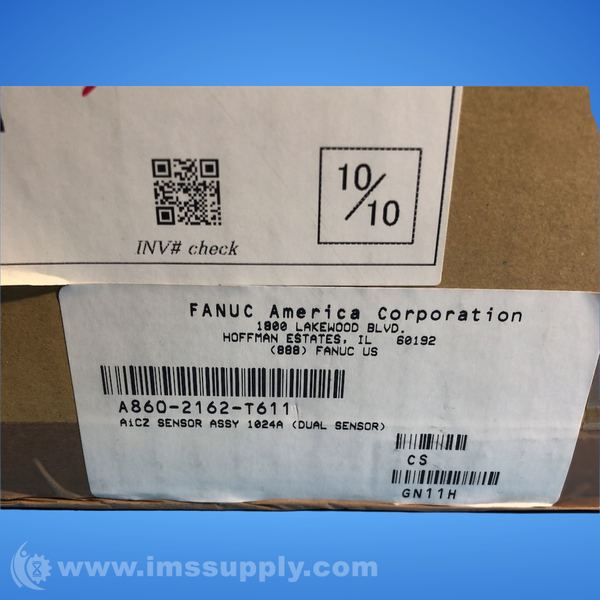 10/10
INV# check
FANUC America Corporation
1800 LAKEWOOD BLVD.
HOFFMAN ESTATES, IL 60192
(888) FANUC US
A860-2162-T611
AiCZ SENSOR ASSY 1024A (DUAL SENSOR)
CS
GN11H
www.imssupply.com